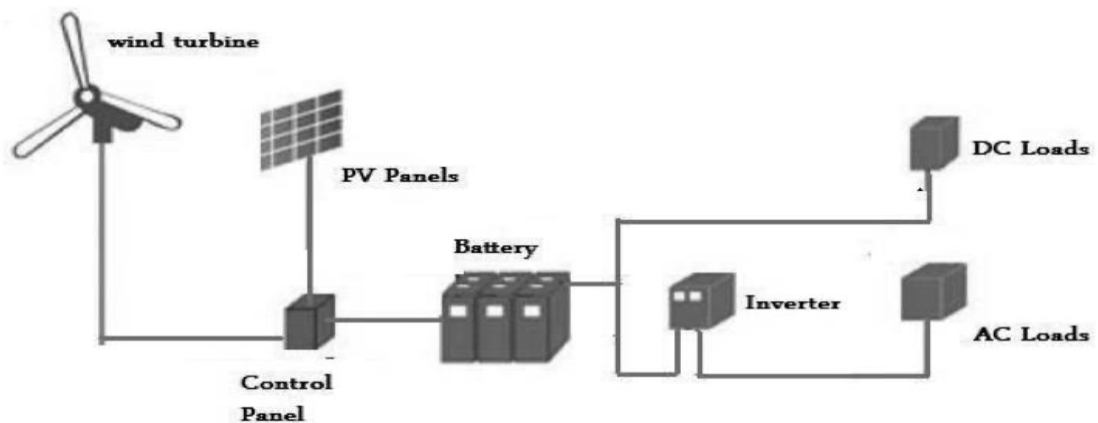 wind turbine
PV Panels
DC Loads
Battery
Inverter
AC Loads
Control
Panel